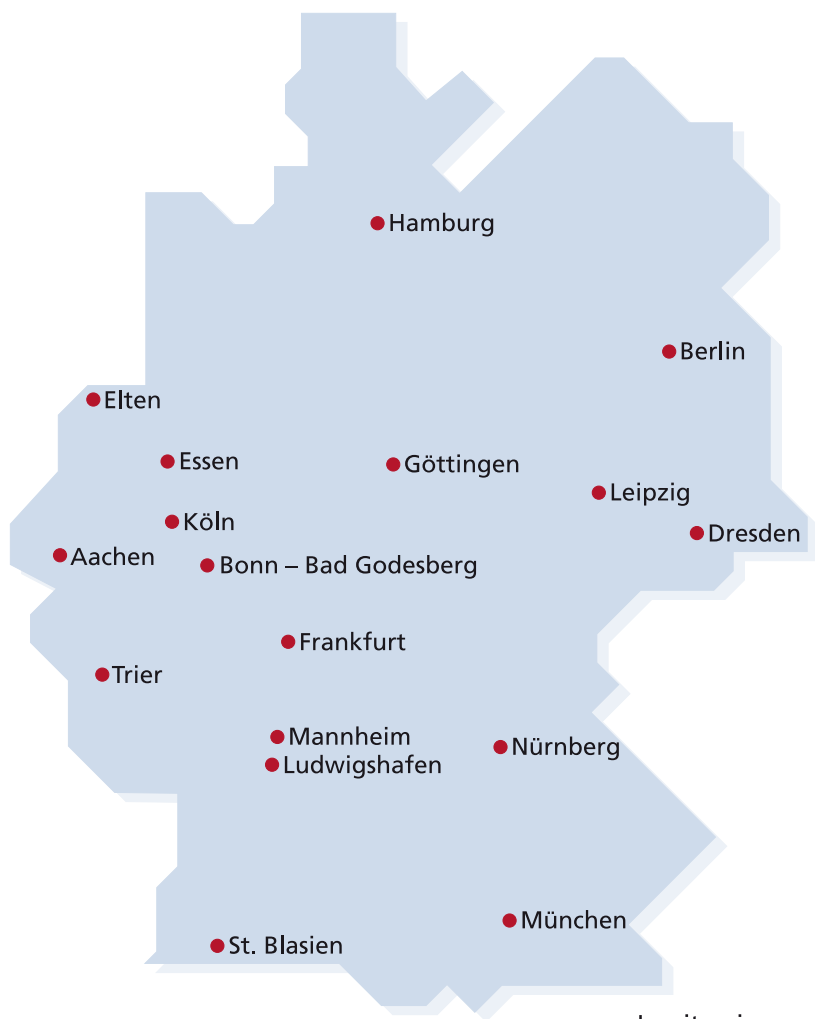 Hamburg
Berlin
Elten
Essen
Göttingen
Leipzig
Köln
Dresden
Aachen
Bonn – Bad Godesberg
Frankfurt
Trier
Mannheim
Nürnberg
Ludwigshafen
München
St. Blasien